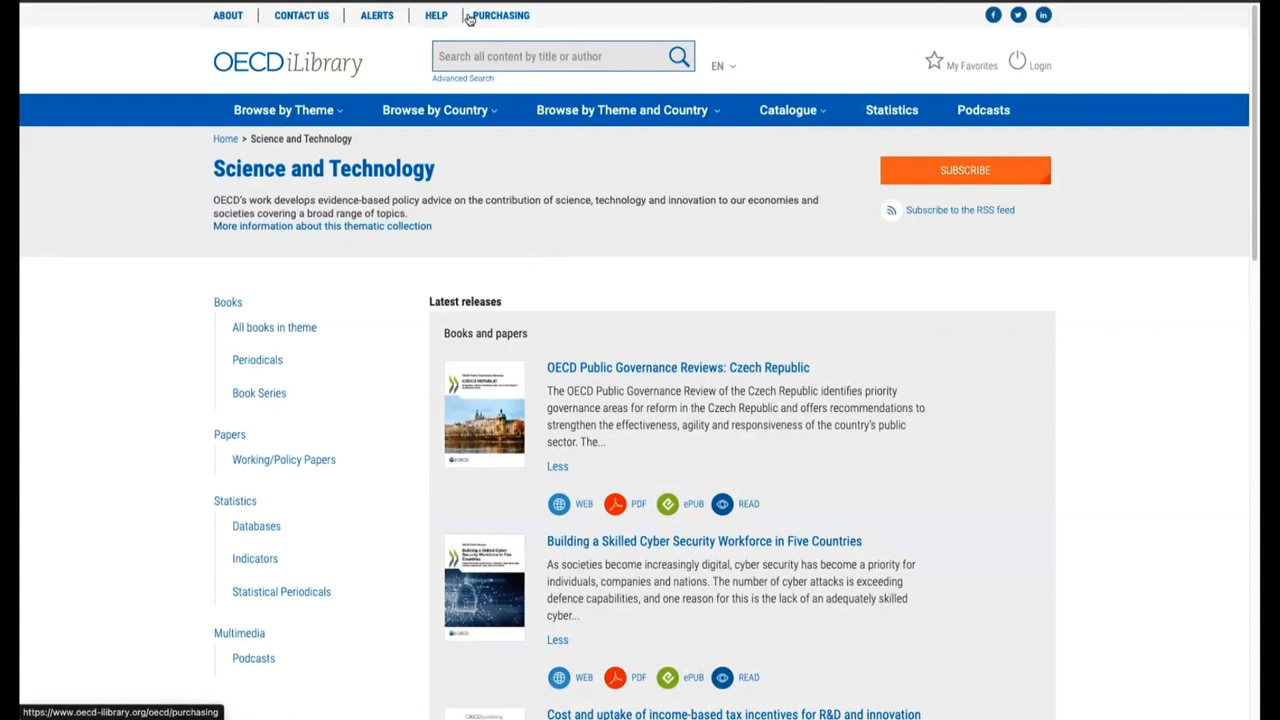 ABOUT
CONTACT US
ALERTS
HELP
PURCHASING
OECD iLibrary
Search all content by title or author
Advanced Search
EN
My Favorites
Login
Browse by Theme
Browse by Country
Browse by Theme and Country
Catalogue
Statistics
Podcasts
Home > Science and Technology
Science and Technology
OECD's work develops evidence-based policy advice on the contribution of science, technology and innovation to our economies and
societies covering a broad range of topics.
More information about this thematic collection
SUBSCRIBE
Subscribe to the RSS feed
Books
All books in theme
Periodicals
Book Series
Papers
Working/Policy Papers
Statistics
Databases
Indicators
Statistical Periodicals
Multimedia
Podcasts
Latest releases
Books and papers
CZECH REPUBLIC
OECD Public Governance Reviews: Czech Republic
The OECD Public Governance Review of the Czech Republic identifies priority
governance areas for reform in the Czech Republic and offers recommendations to
strengthen the effectiveness, agility and responsiveness of the country's public
sector. The...
Less
WEB
PDF
ePUB
READ
Building a Skilled Cyber
Security Workforce in Five
Countries
Building a Skilled Cyber Security Workforce in Five Countries
As societies become increasingly digital, cyber security has become a priority for
individuals, companies and nations. The number of cyber attacks is exceeding
defence capabilities, and one reason for this is the lack of an adequately skilled
cyber...
Less
WEB
PDF
ePUB
READ
Cost and uptake of income-based tax incentives for R&D and innovation
https://www.oecd-ilibrary.org/oecd/purchasing